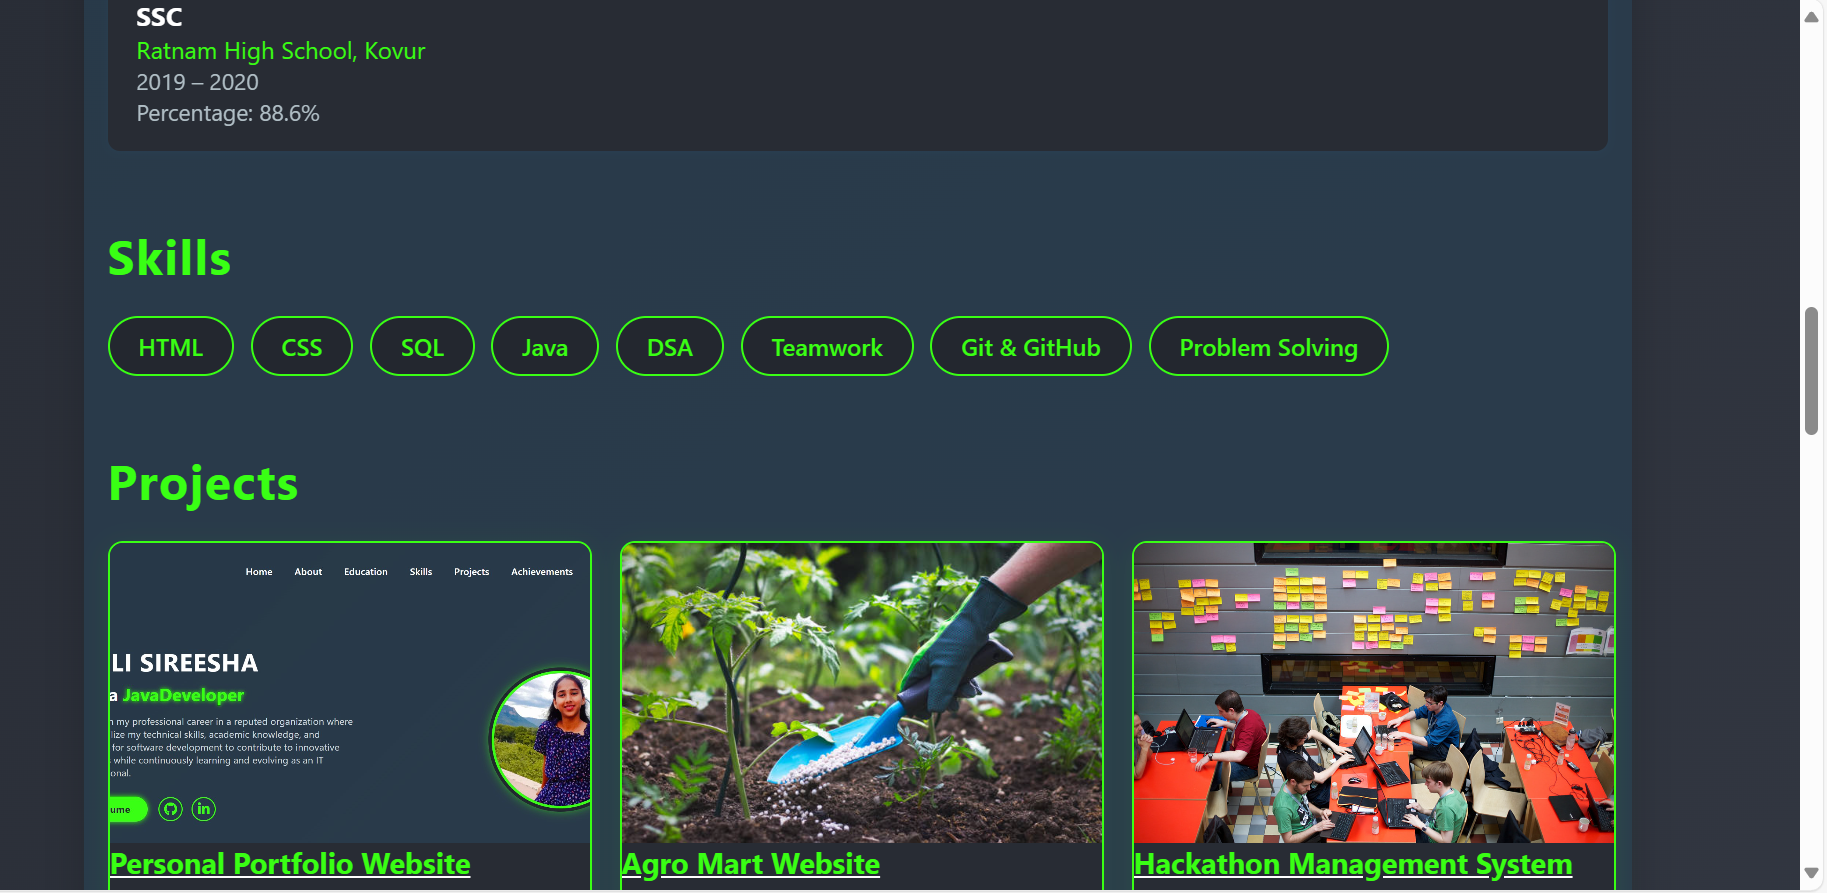 SSC
Ratnam High School, Kovur
2019 – 2020
Percentage: 88.6%
Skills
HTML
CSS
SQL
Java
DSA
Teamwork
Git & GitHub
Problem Solving
Projects
Home About Education Skills Projects Achievements
LI SIREESHA
a JavaDeveloper
my professional career in a reputed organization where
lize my technical skills, academic knowledge, and
for software development to contribute to innovative
while continuously learning and evolving as an IT
onal.
ume
in
Personal Portfolio Website
Agro Mart Website
Hackathon Management System